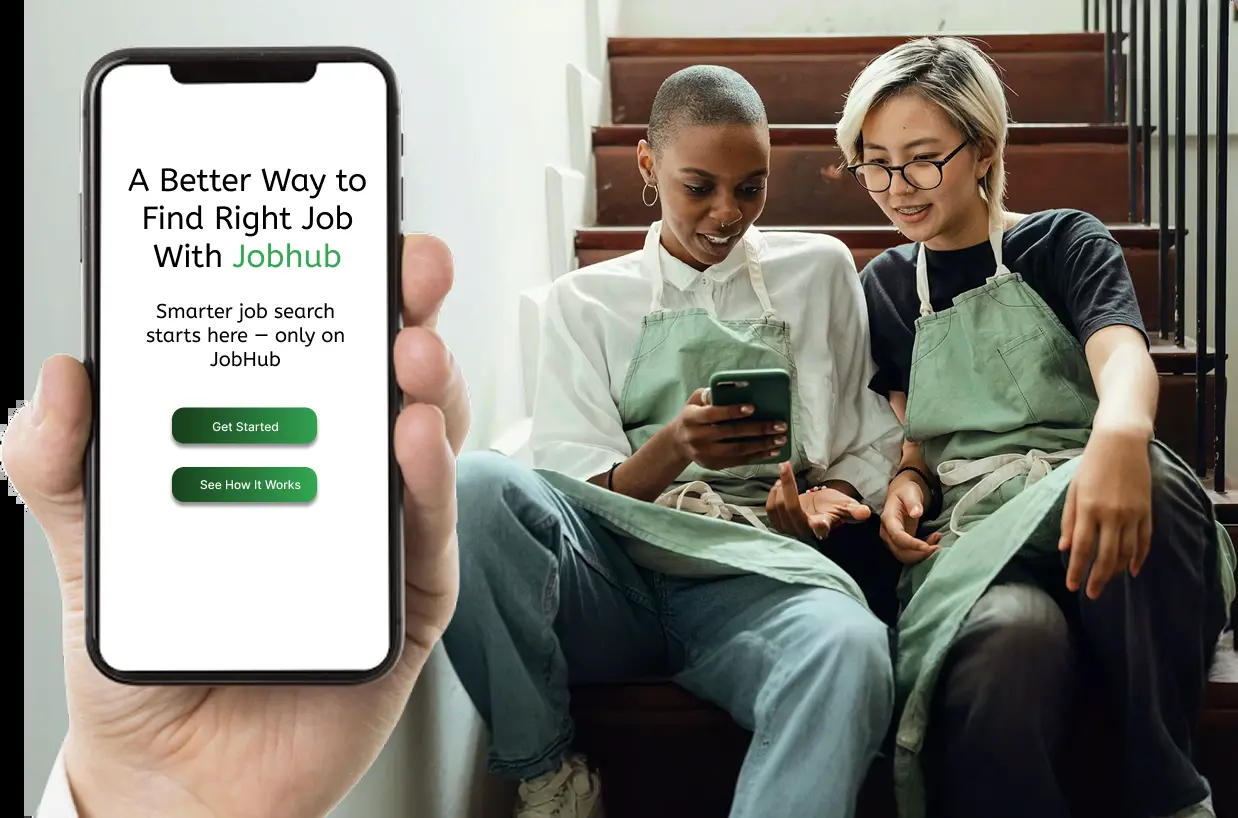 A Better Way to
Find Right Job
With Jobhub
Smarter job search
starts here – only on
JobHub
Get Started
See How It Works